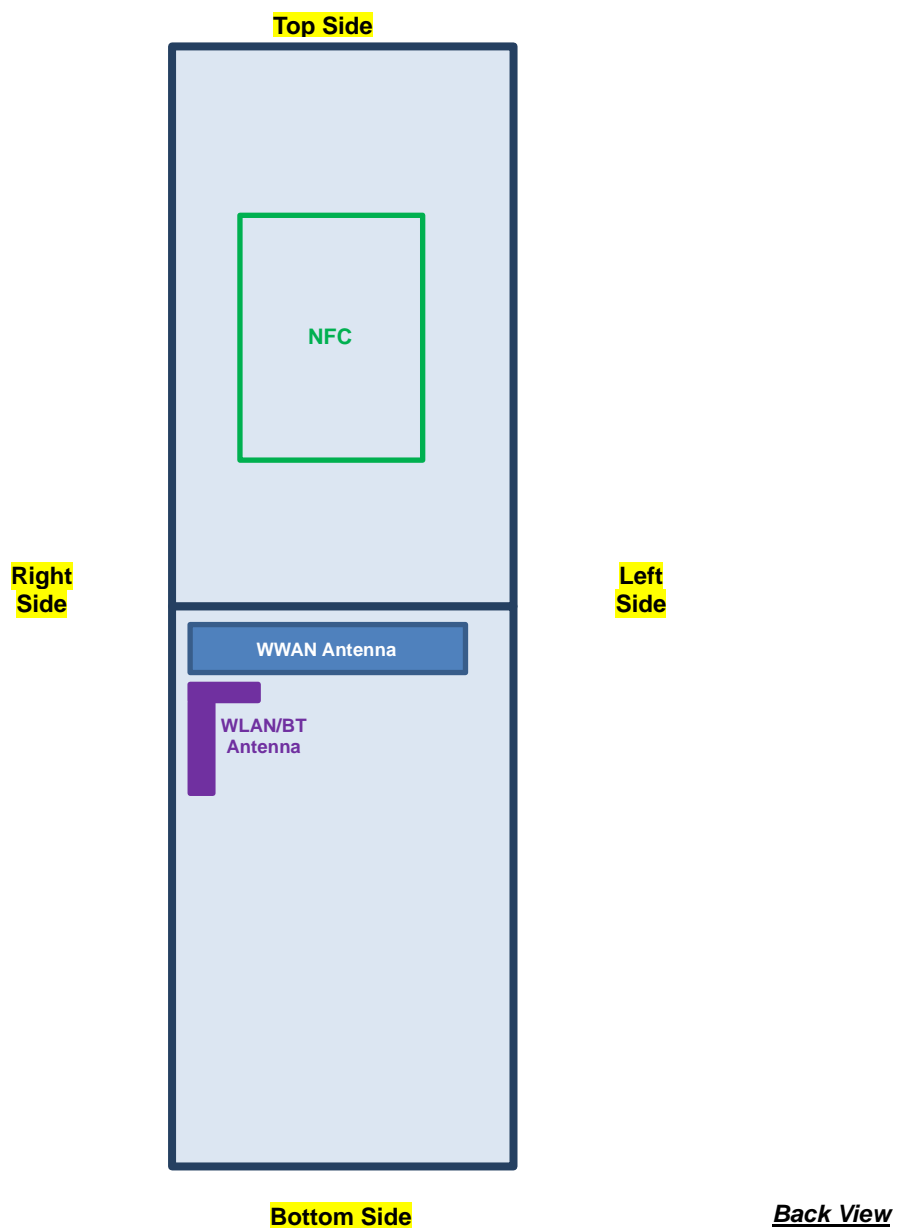 Top Side
NFC
Right
Side
Left
Side
WWAN Antenna
WLAN/BT
Antenna
Bottom Side
Back View